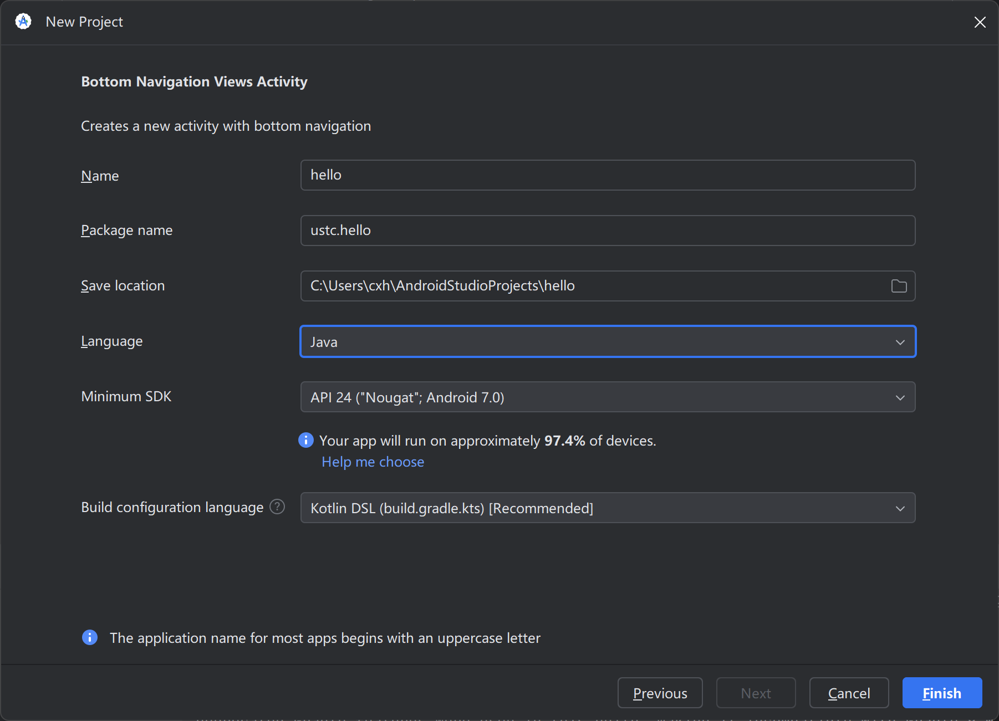 New Project
Bottom Navigation Views Activity
Creates a new activity with bottom navigation
Name
hello
Package name
ustc.hello
Save location
C:\Users\cxh\AndroidStudioProjects\hello
Language
Java
Minimum SDK
API 24 ("Nougat"; Android 7.0)
Your app will run on approximately 97.4% of devices.
Help me choose
Build configuration language
Kotlin DSL (build.gradle.kts) [Recommended]
The application name for most apps begins with an uppercase letter
Previous
Next
Cancel
Finish